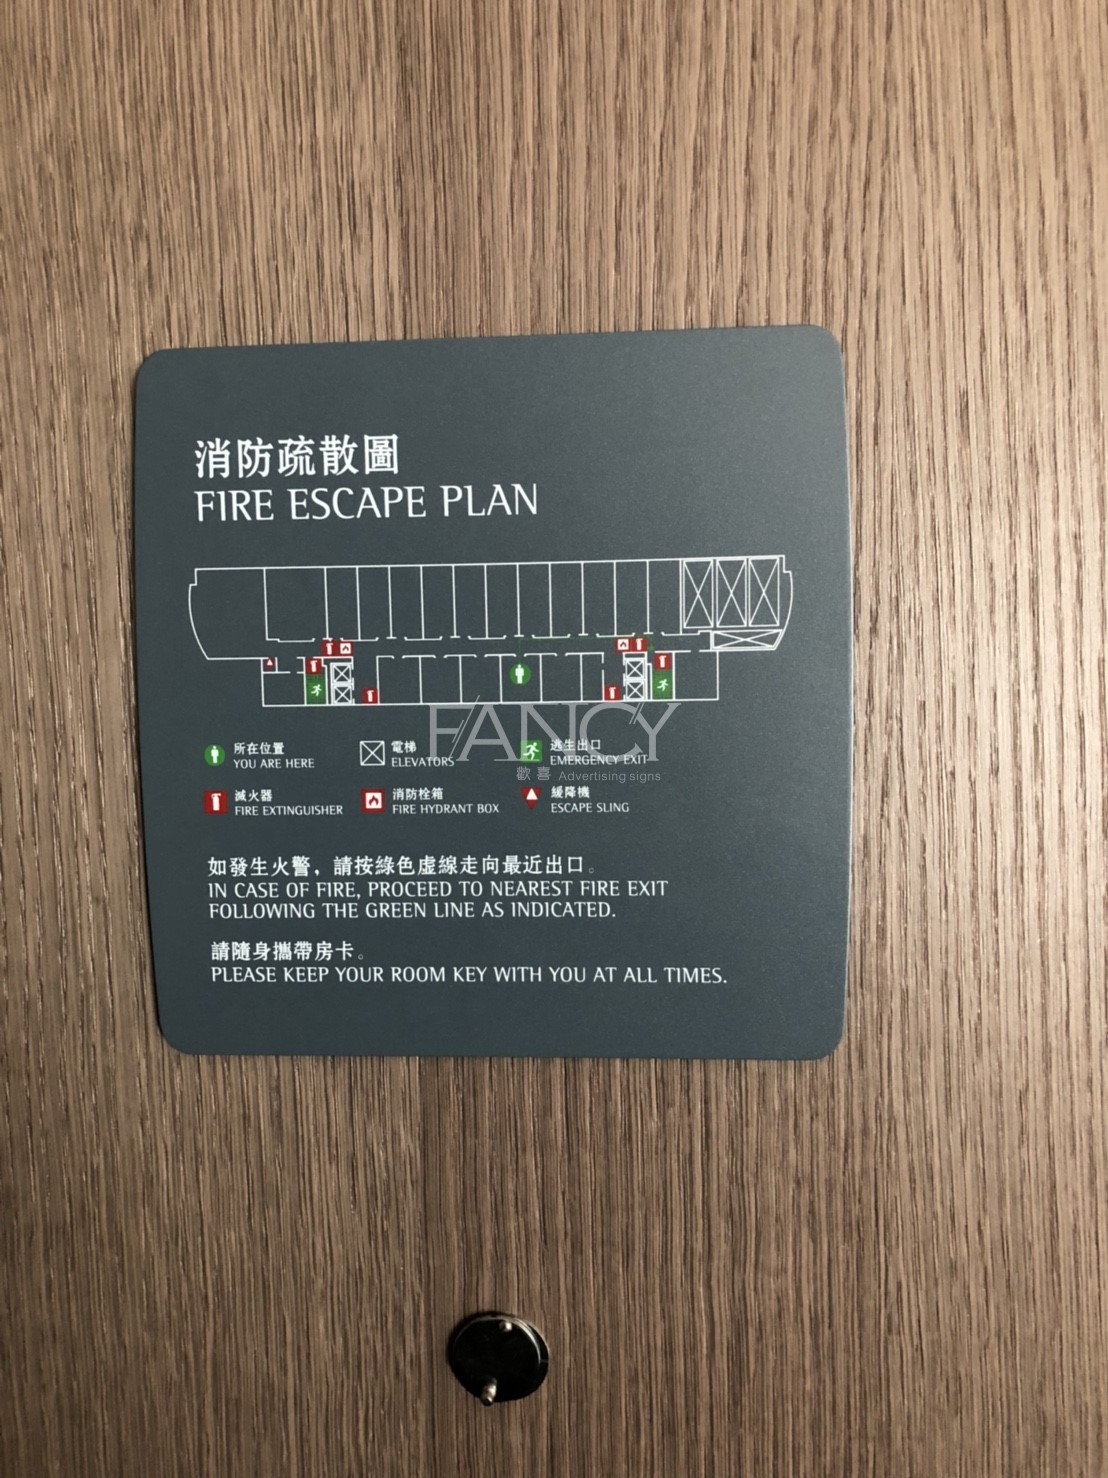 消防疏散圖
FIRE ESCAPE PLAN
FANCY
歡喜 Advertising signs
所在位置
YOU ARE HERE
電梯
ELEVATORS
逃生出口
EMERGENCY EXIT
滅火器
FIRE EXTINGUISHER
消防栓箱
FIRE HYDRANT BOX
緩降機
ESCAPE SLING
如發生火警，請按綠色虛線走向最近出口。
IN CASE OF FIRE, PROCEED TO NEAREST FIRE EXIT
FOLLOWING THE GREEN LINE AS INDICATED.
請隨身攜帶房卡。
PLEASE KEEP YOUR ROOM KEY WITH YOU AT ALL TIMES.